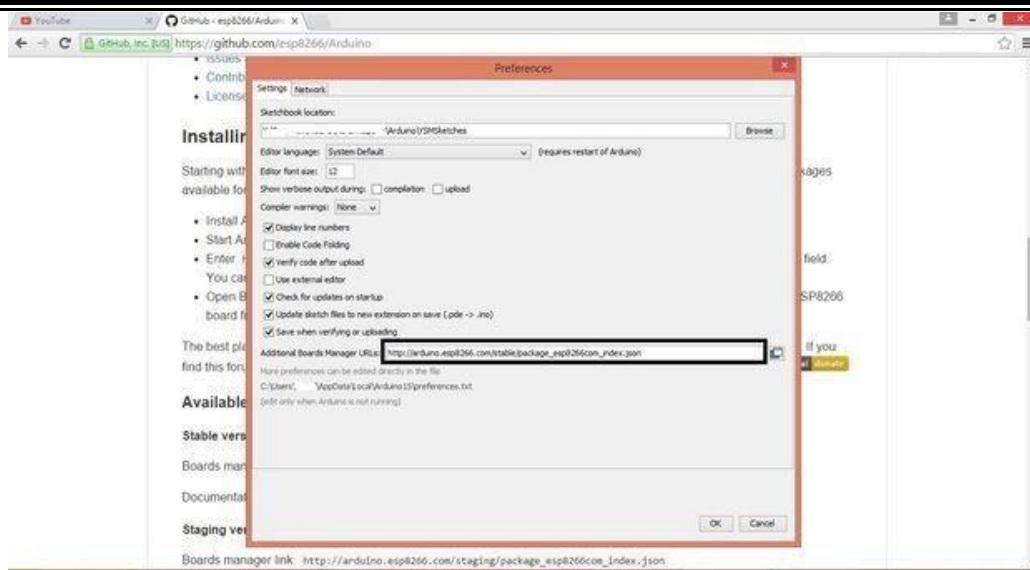 YouTube
GitHub - esp8266/Arduin
GitHub, Inc. [US] https://github.com/esp8266/Arduino
Issues
Contrib
License
Preferences
Settings Network
Sketchbook location:
\Arduino\YSMSketches
Browse
Editor language: System Default (requires restart of Arduino)
Editor font size: 12
Show verbose output during: compilation upload
Compiler warnings: None
Display line numbers
Enable Code Folding
Verify code after upload
Use external editor
Check for updates on startup
Update sketch files to new extension on save (.pde -> .ino)
Save when verifying or uploading
Additional Boards Manager URLs: http://arduino.esp8266.com/stable/package_esp8266com_index.json
More preferences can be edited directly in the file
C:\Users\ \AppData\Local\Arduino15\preferences.txt
(edit only when Arduino is not running)
OK Cancel
Installin
Starting with kages
available for
Install A
Start Ar
Enter field
You can
Open B SP8266
board f
The best pla If you
find this for donate
Available
Stable vers
Boards man
Documentat
Staging ver
Boards manager link: http://arduino.esp8266.com/staging/package_esp8266com_index.json